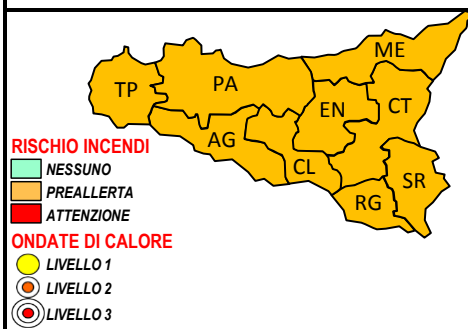 ME
PA
TP
EN
CT
AG
CL
SR
RG
RISCHIO INCENDI
NESSUNO
PREALLERTA
ATTENZIONE
ONDATE DI CALORE
LIVELLO 1
LIVELLO 2
LIVELLO 3